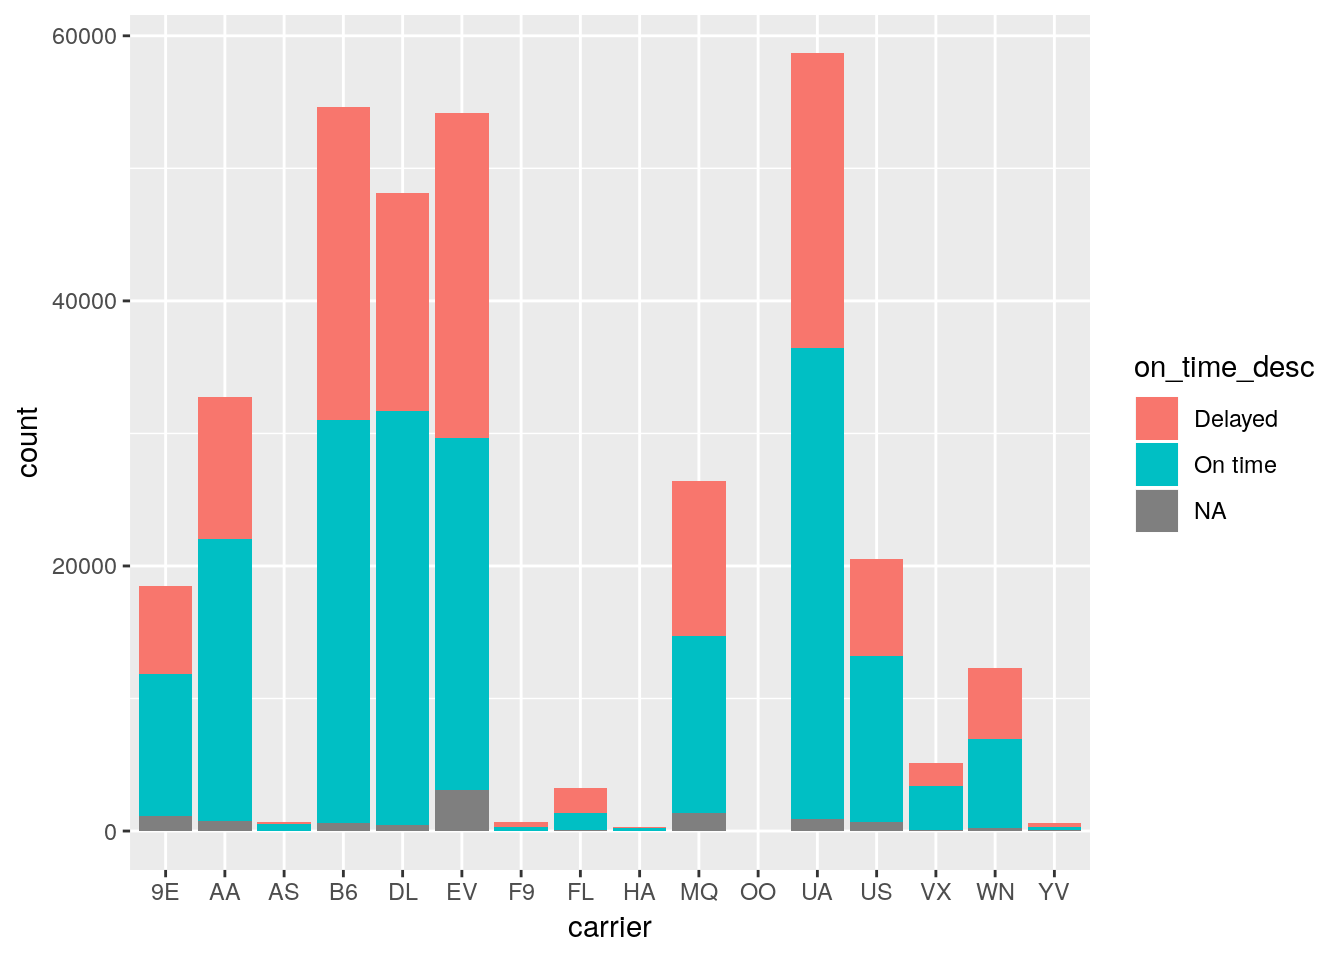 60000
40000
20000
0
count
9E AA AS B6 DL EV F9 FL HA MQ OO UA US VX WN YV
carrier
on_time_desc
Delayed
On time
NA